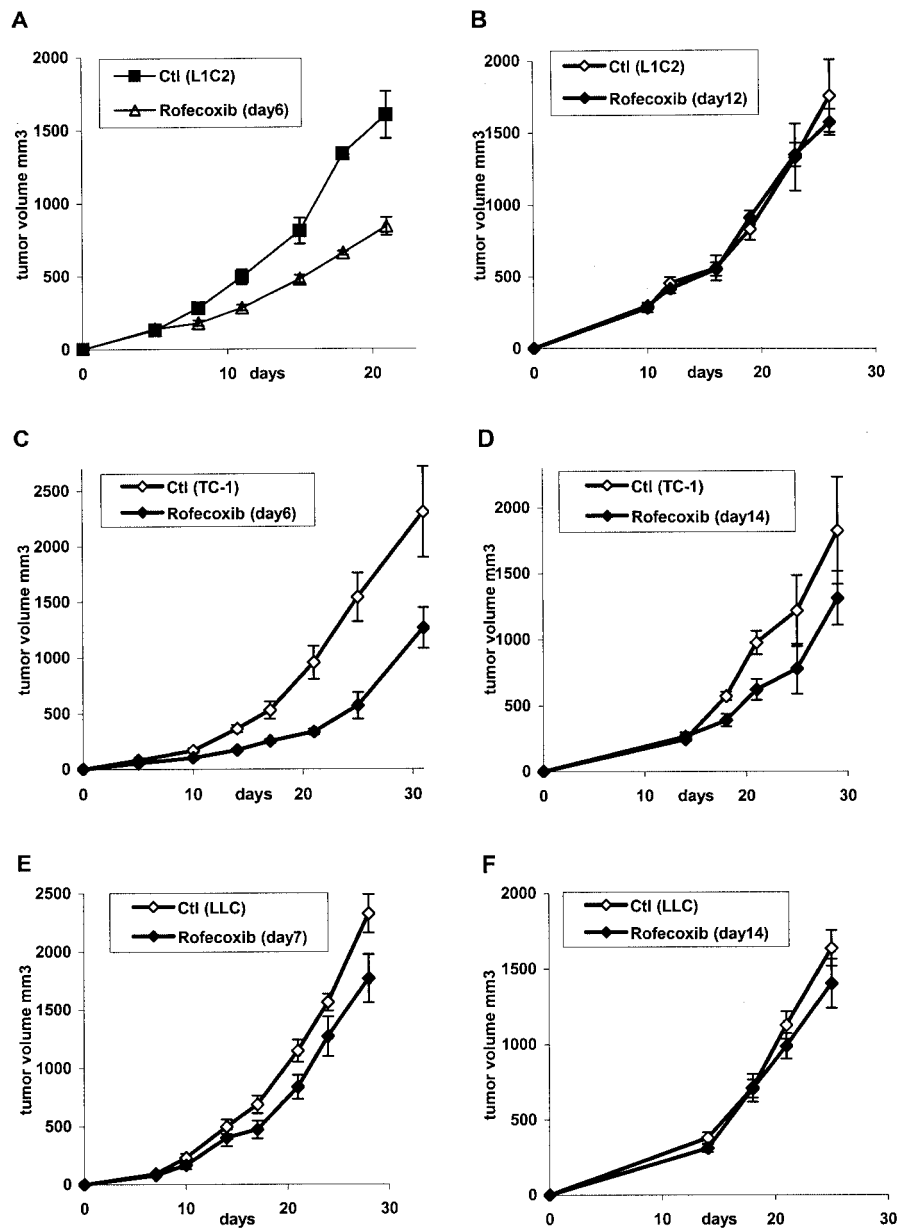 A
tumor volume mm3
2000
1500
1000
500
0
Ctl (L1C2)
Rofecoxib (day6)
0 10 20
days
B
tumor volume mm3
2000
1500
1000
500
0
Ctl (L1C2)
Rofecoxib (day12)
0 10 20 30
days
C
tumor volume mm3
2500
2000
1500
1000
500
0
Ctl (TC-1)
Rofecoxib (day6)
0 10 20 30
days
D
tumor volume mm3
2000
1500
1000
500
0
Ctl (TC-1)
Rofecoxib (day14)
0 10 20 30
days
E
tumor volume mm3
2500
2000
1500
1000
500
0
Ctl (LLC)
Rofecoxib (day7)
0 10 20 30
days
F
tumor volume mm3
2000
1500
1000
500
0
Ctl (LLC)
Rofecoxib (day14)
0 10 20 30
days